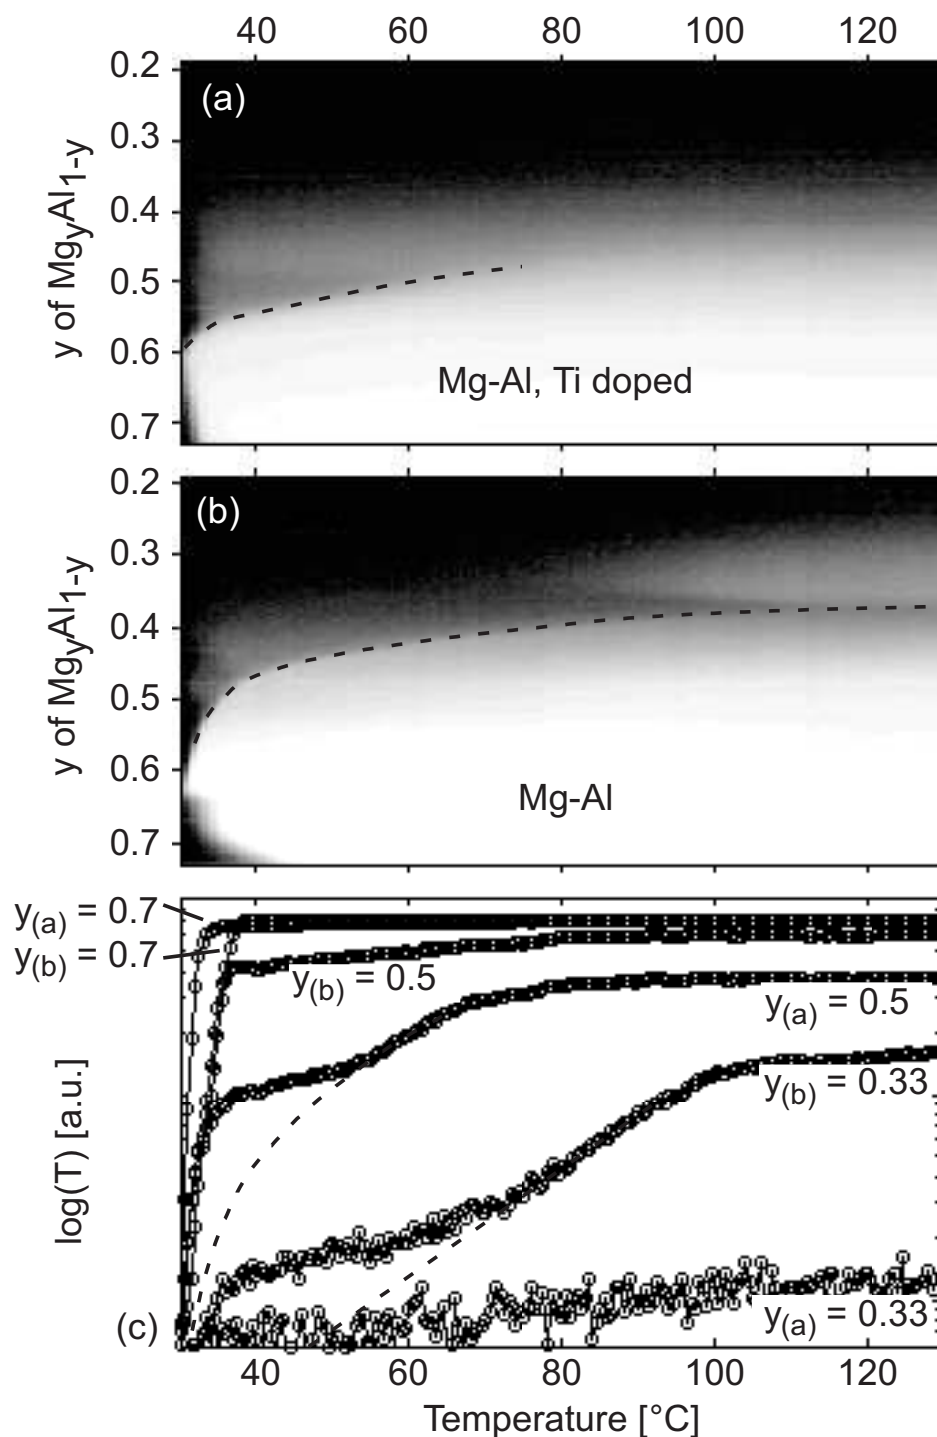 40 60 80 100 120
(a)
0.2
0.3
0.4
0.5
0.6
0.7
y of MgyAl1-y
Mg-Al, Ti doped
(b)
0.2
0.3
0.4
0.5
0.6
0.7
y of MgyAl1-y
Mg-Al
y(a) = 0.7
y(b) = 0.7
y(b) = 0.5
y(a) = 0.5
y(b) = 0.33
y(a) = 0.33
log(T) [a.u.]
(c)
40 60 80 100 120
Temperature [°C]